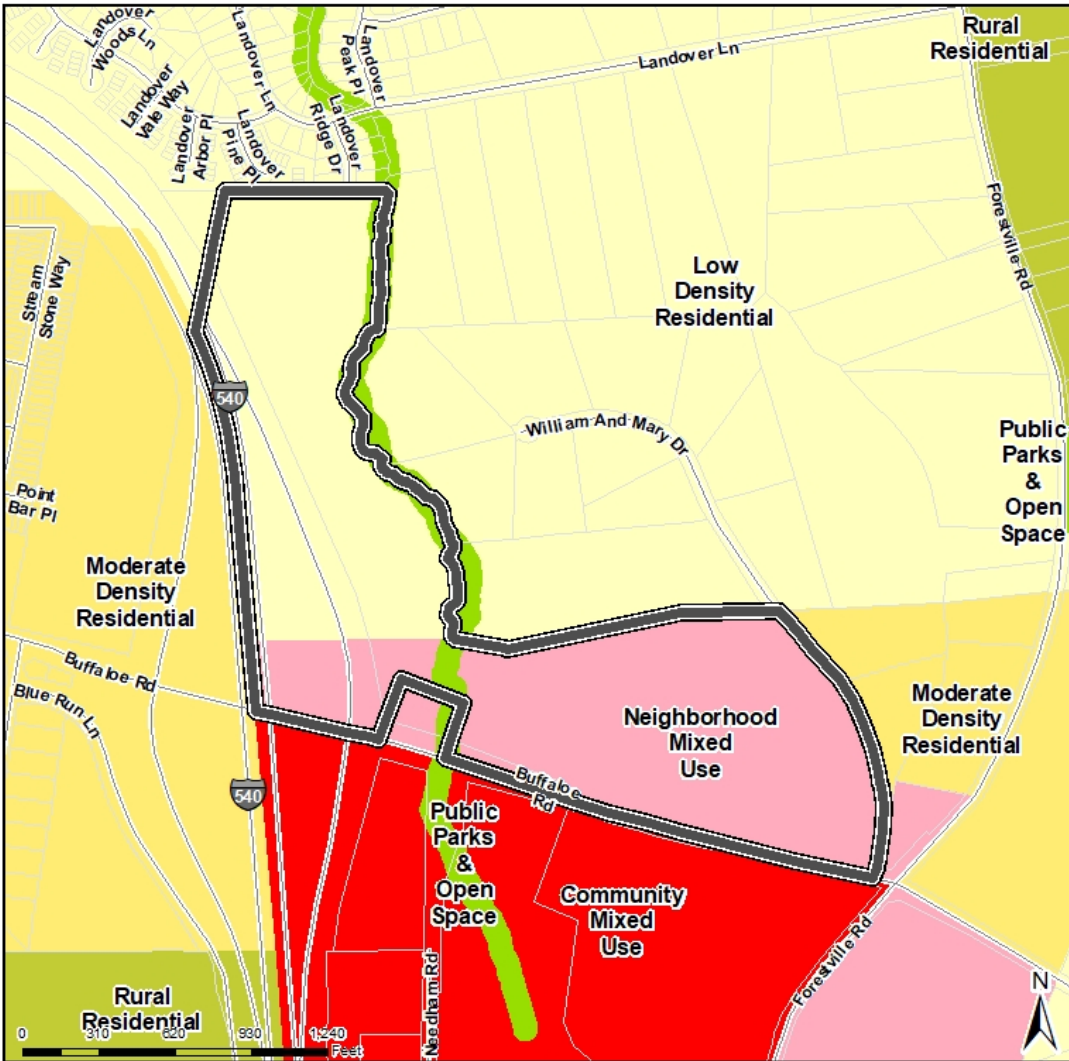 Landover
Woods Ln
Landover
Vale Way
Landover
Arbor Pl
Landover Ln
Landover
Pine Pl
Landover
Ridge Dr
Landover
Peak Pl
Landover Ln
Rural
Residential
Forestville Rd
Stream
Stone Way
Low
Density
Residential
540
William And Mary Dr
Public
Parks
&
Open
Space
Point
Bar Pl
Moderate
Density
Residential
Buffaloe Rd
Blue Run Ln
Neighborhood
Mixed
Use
Moderate
Density
Residential
540
Buffaloe
Rd
Public
Parks
&
Open
Space
Community
Mixed
Use
Needham Rd
Forestville Rd
Rural
Residential
N
0 310 620 930 1,240
Feet